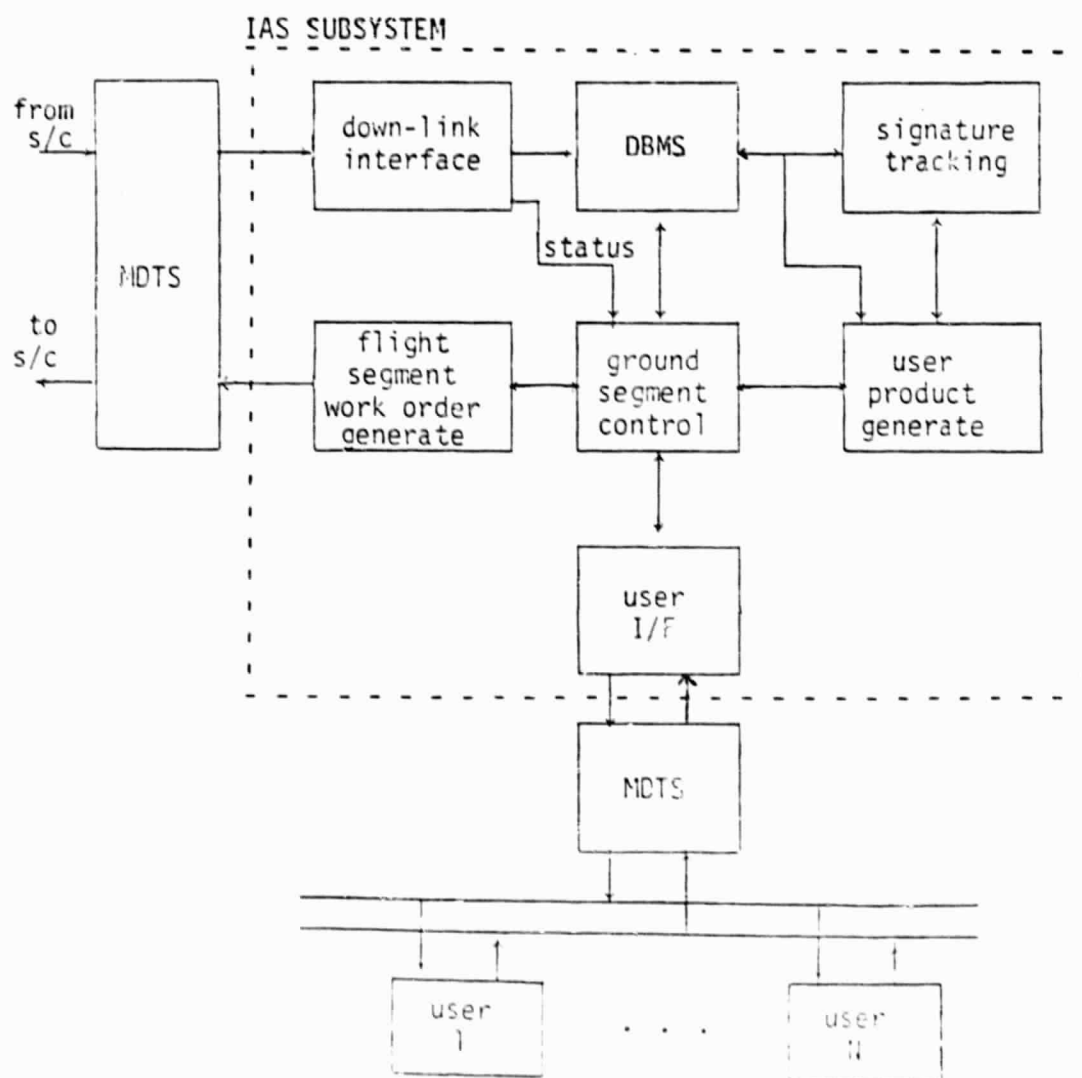 IAS SUBSYSTEM
from
s/c
down-link
interface
DBMS
signature
tracking
MDTS
status
to
s/c
flight
segment
work order
generate
ground
segment
control
user
product
generate
user
I/F
MDTS
user
1
. . .
user
N